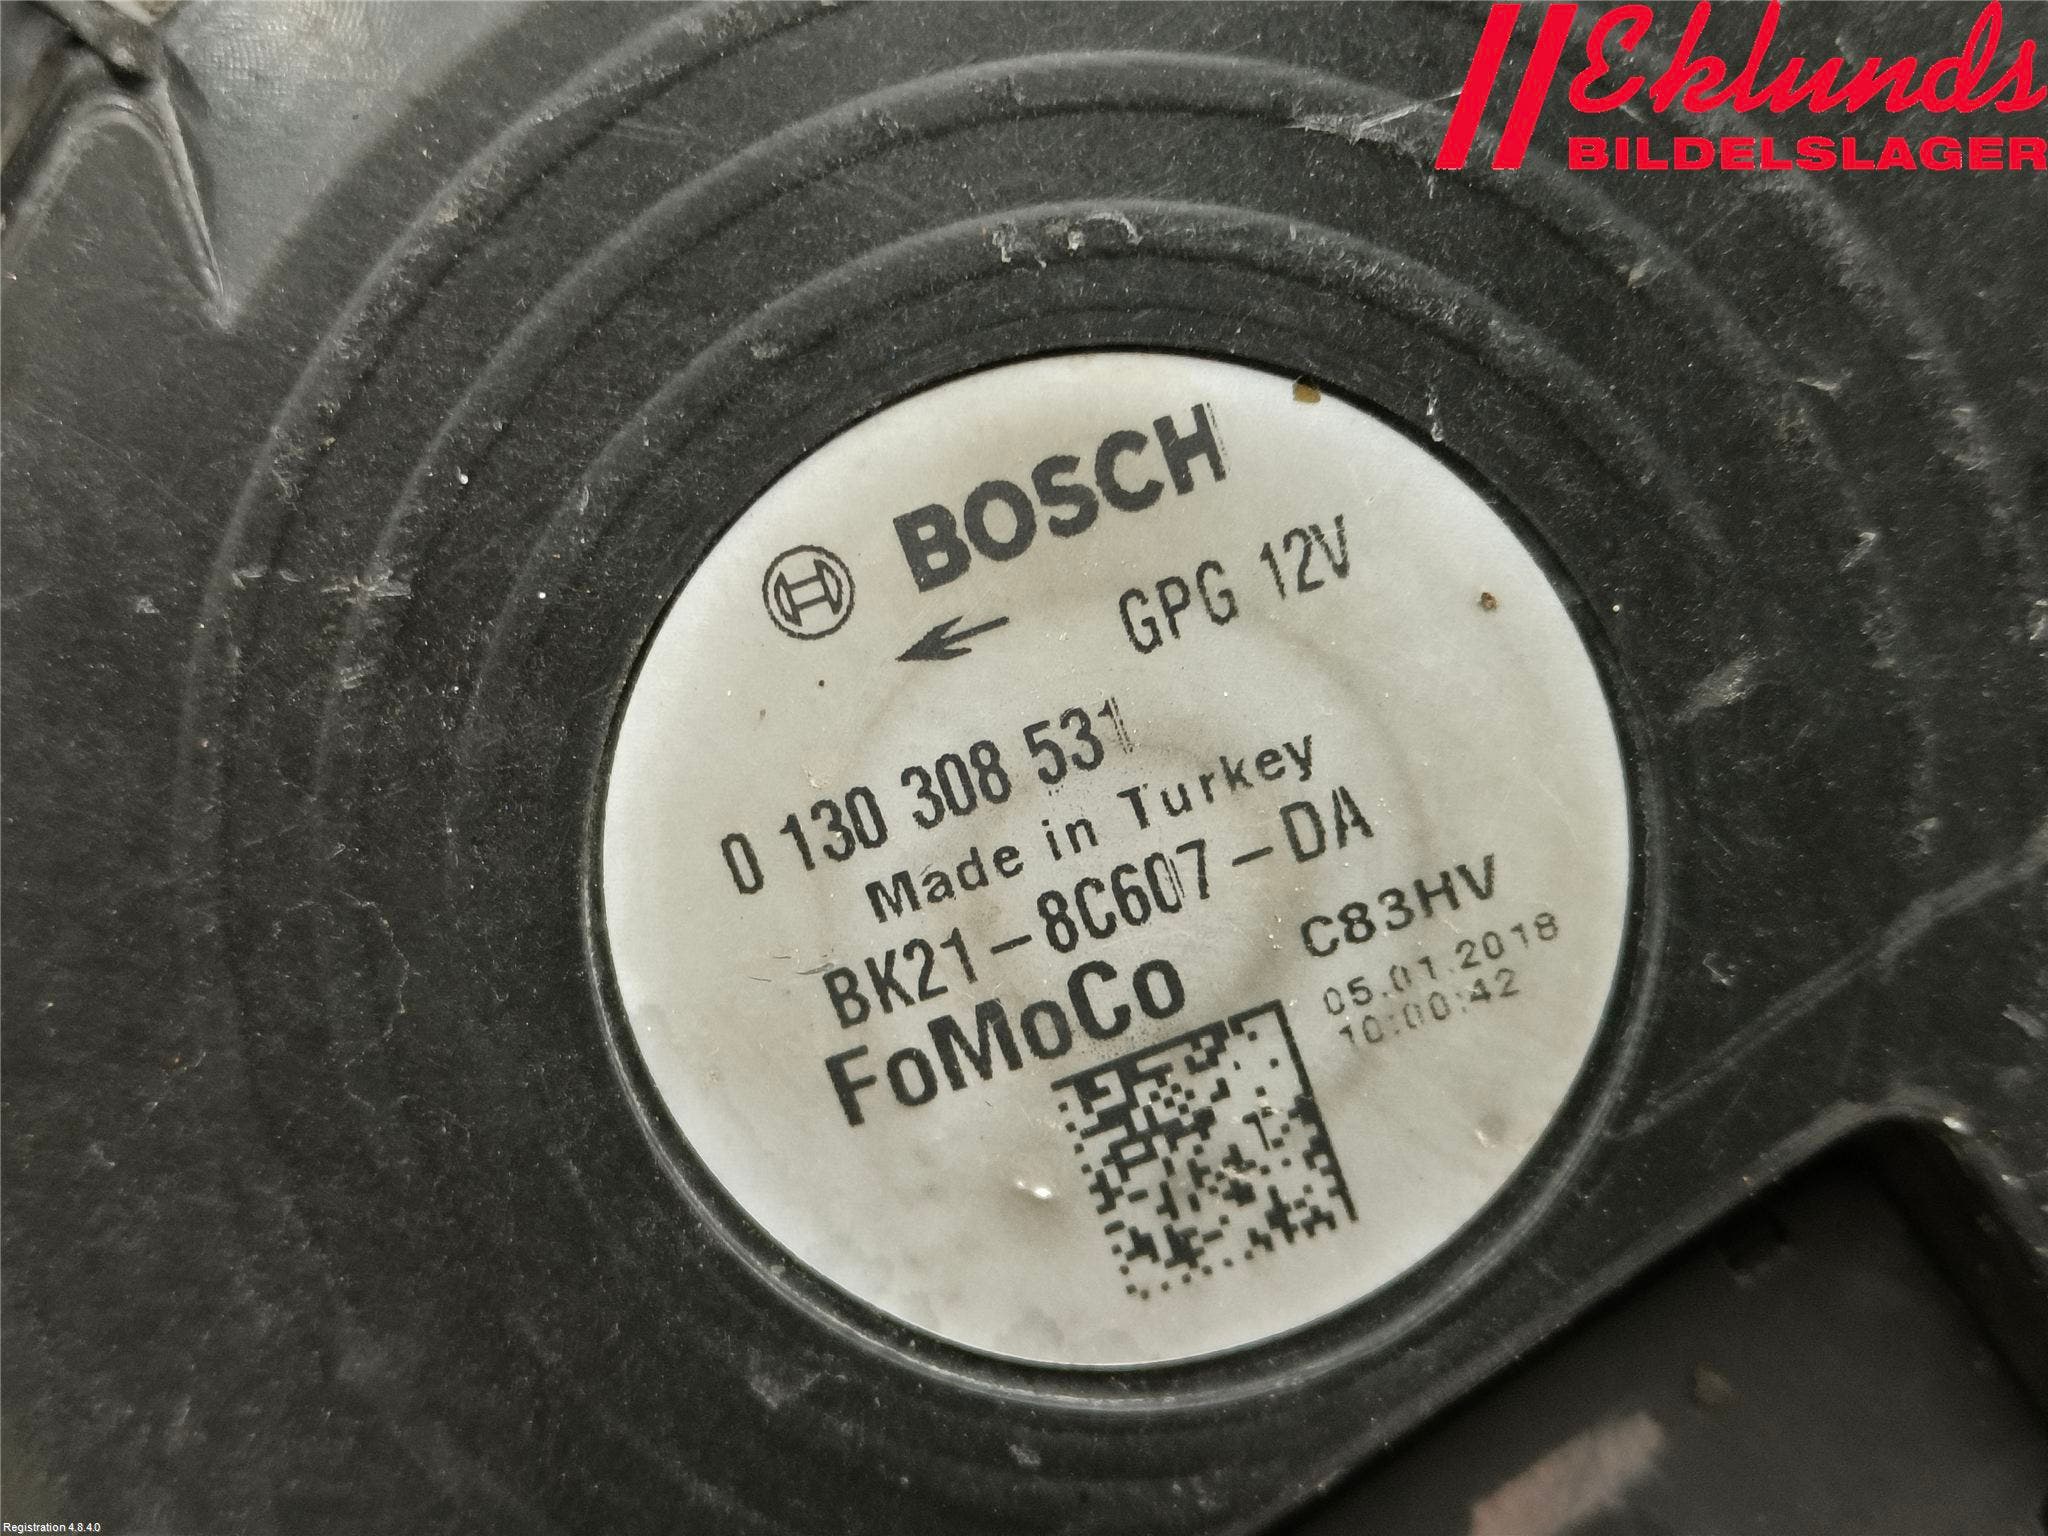 Eklunds
BILDELSLAGER
BOSCH
GPG 12V
0 130 308 531
Made in Turkey
BK21-8C607-DA
FoMoCo
C83HV
05.01.2018
10:00:42
Registration 4.8.4.0